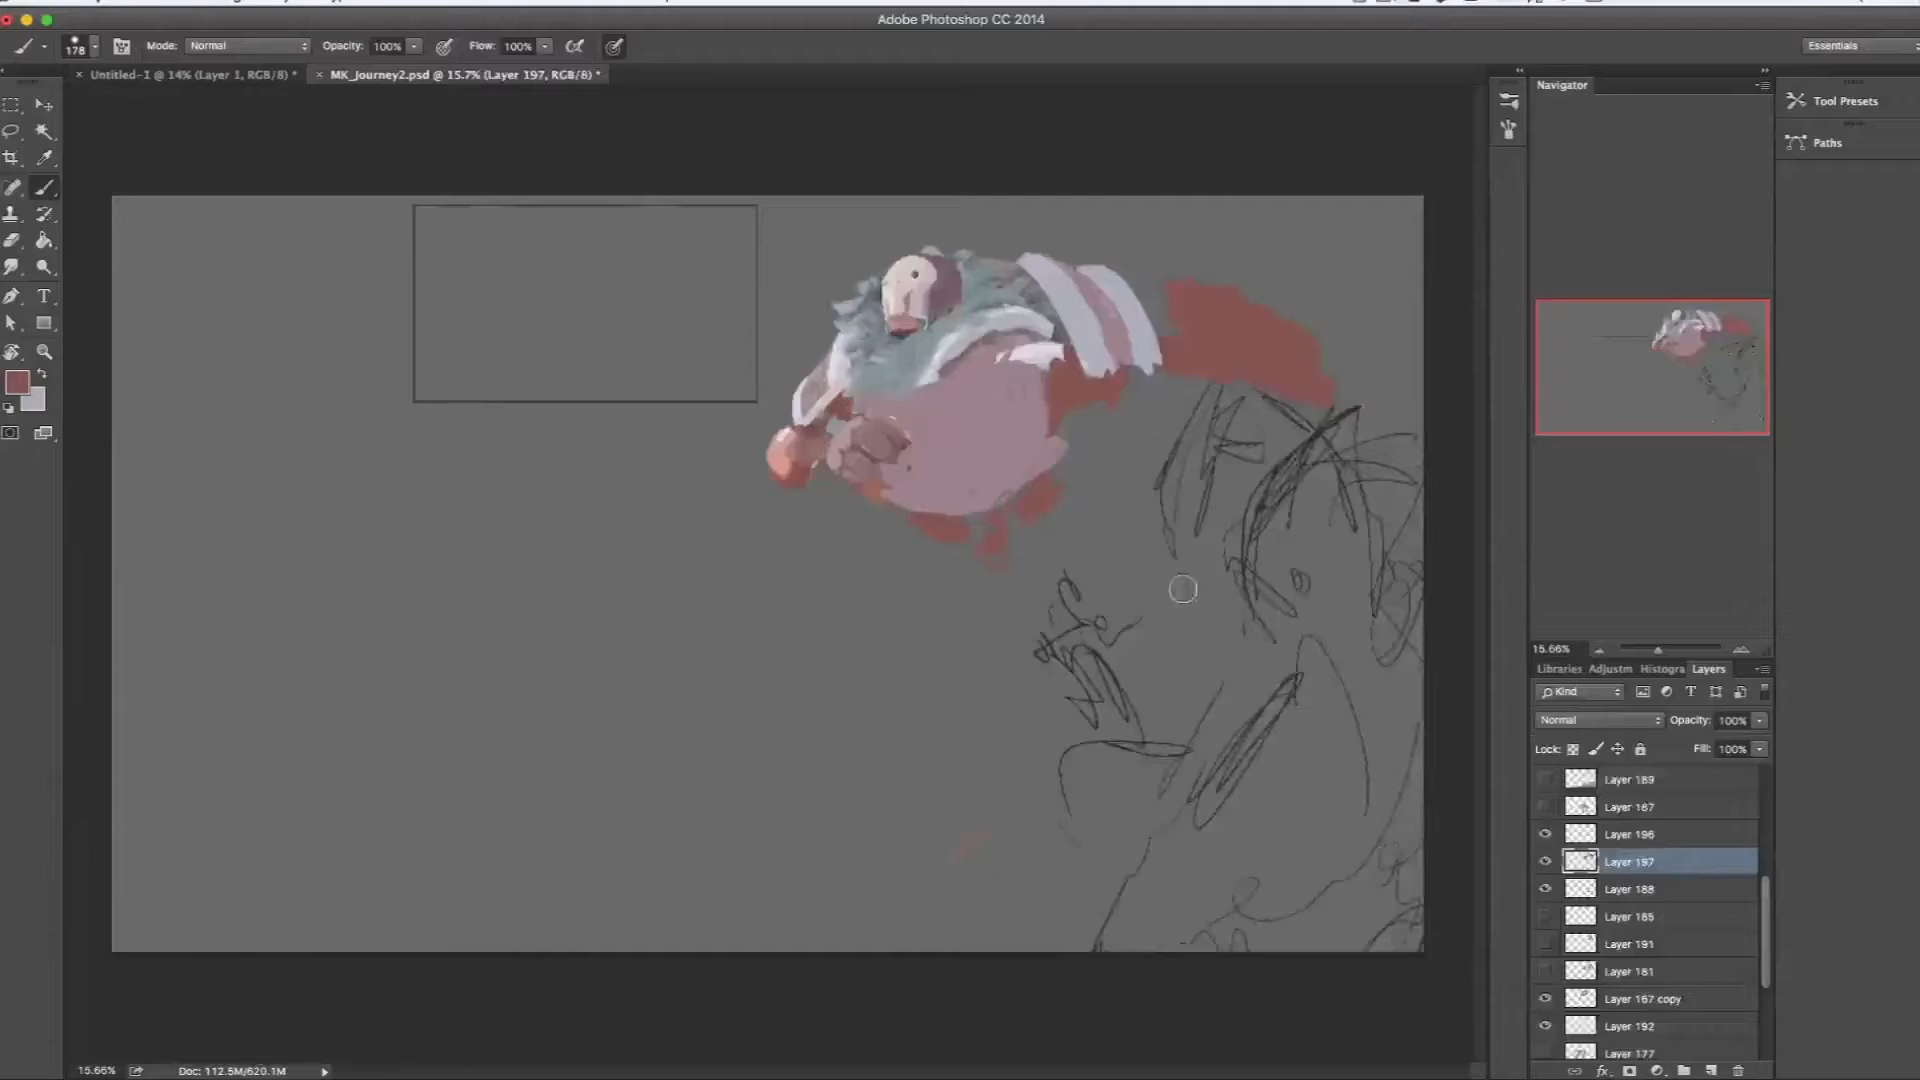 Adobe Photoshop CC 2014
178 Mode: Normal Opacity: 100% Flow: 100% Essentials
× Untitled-1 @ 14% (Layer 1, RGB/8) * × MK_Journey2.psd @ 15.7% (Layer 197, RGB/8) *
Navigator
Tool Presets
Paths
15.66%
Libraries Adjustm Histogra Layers
Kind
Normal Opacity: 100%
Lock: Fill: 100%
Layer 189
Layer 187
Layer 196
Layer 197
Layer 188
Layer 185
Layer 191
Layer 181
Layer 167 copy
Layer 192
Layer 177
15.66% Doc: 112.5M/620.1M